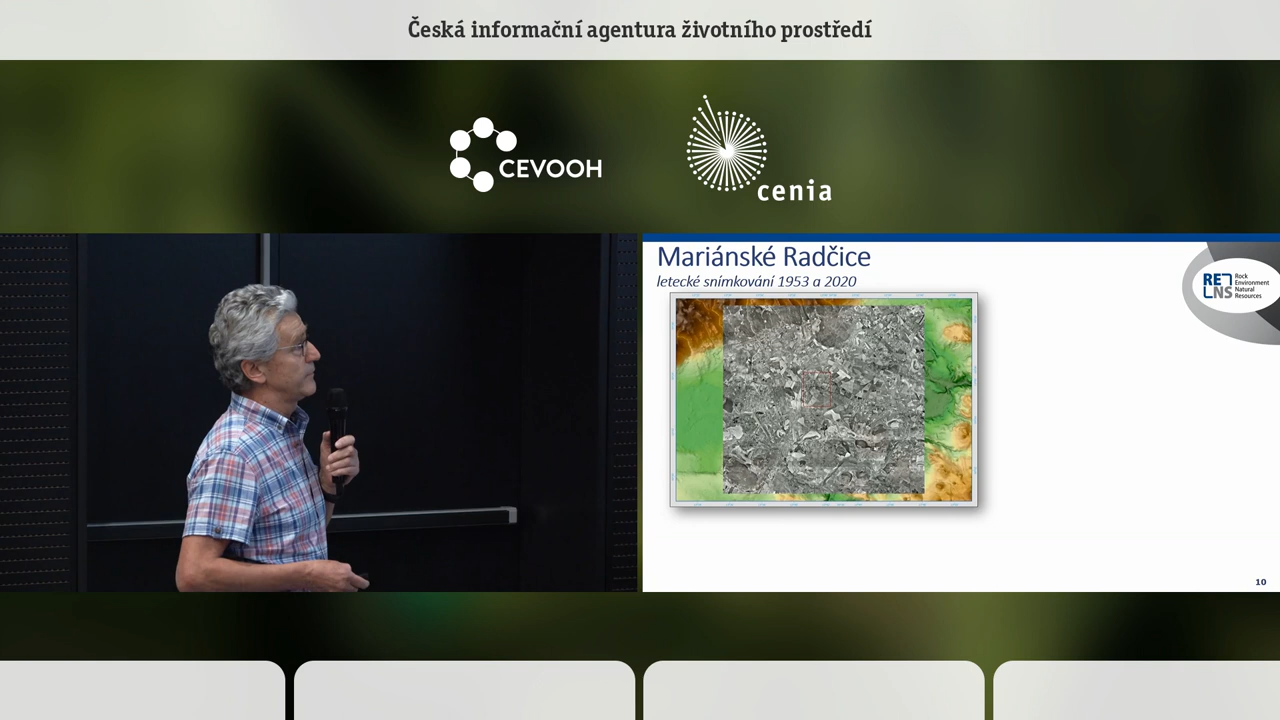 Česká informační agentura životního prostředí
CEVOOH
cenia
Mariánské Radčice
letecké snímkování 1953 a 2020
RE
NS
Rock
Environment
Natural
Resources
10